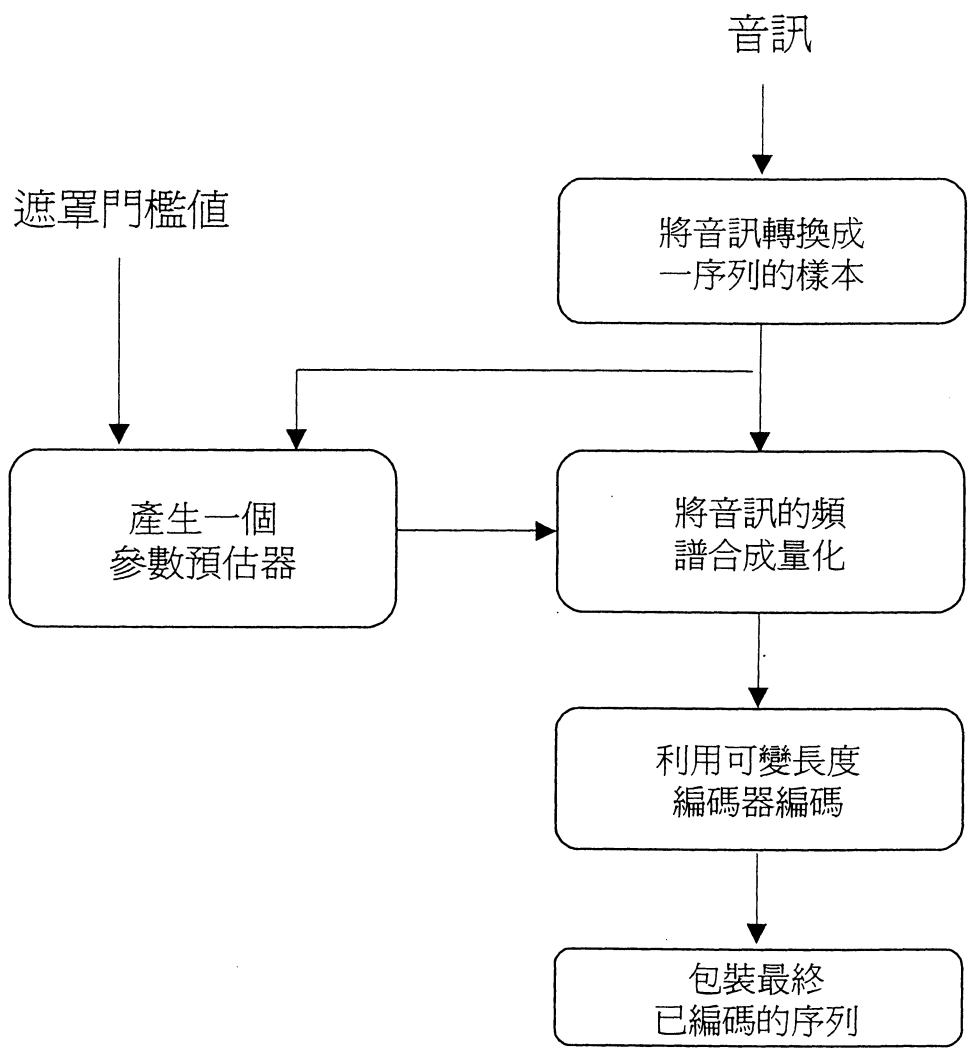 音訊
遮罩門檻值
將音訊轉換成
一序列的樣本
產生一個
參數預估器
將音訊的頻
譜合成量化
利用可變長度
編碼器編碼
包裝最終
已編碼的序列